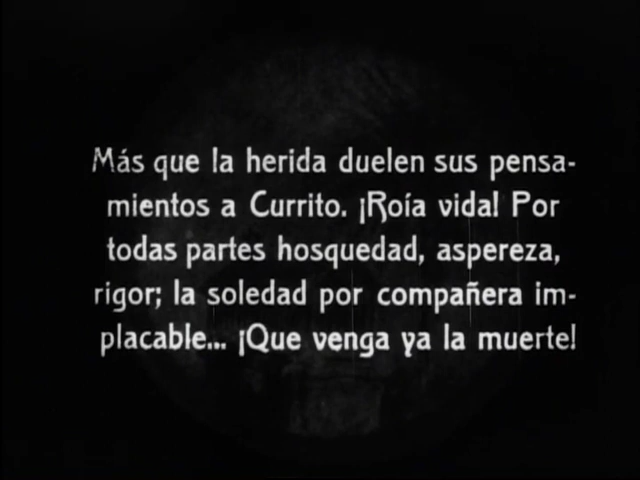 Más que la herida duelen sus pensa-
mientos a Currito. ¡Roía vida! Por
todas partes hosquedad, aspereza,
rigor; la soledad por compañera im-
placable... ¡Que venga ya la muerte!